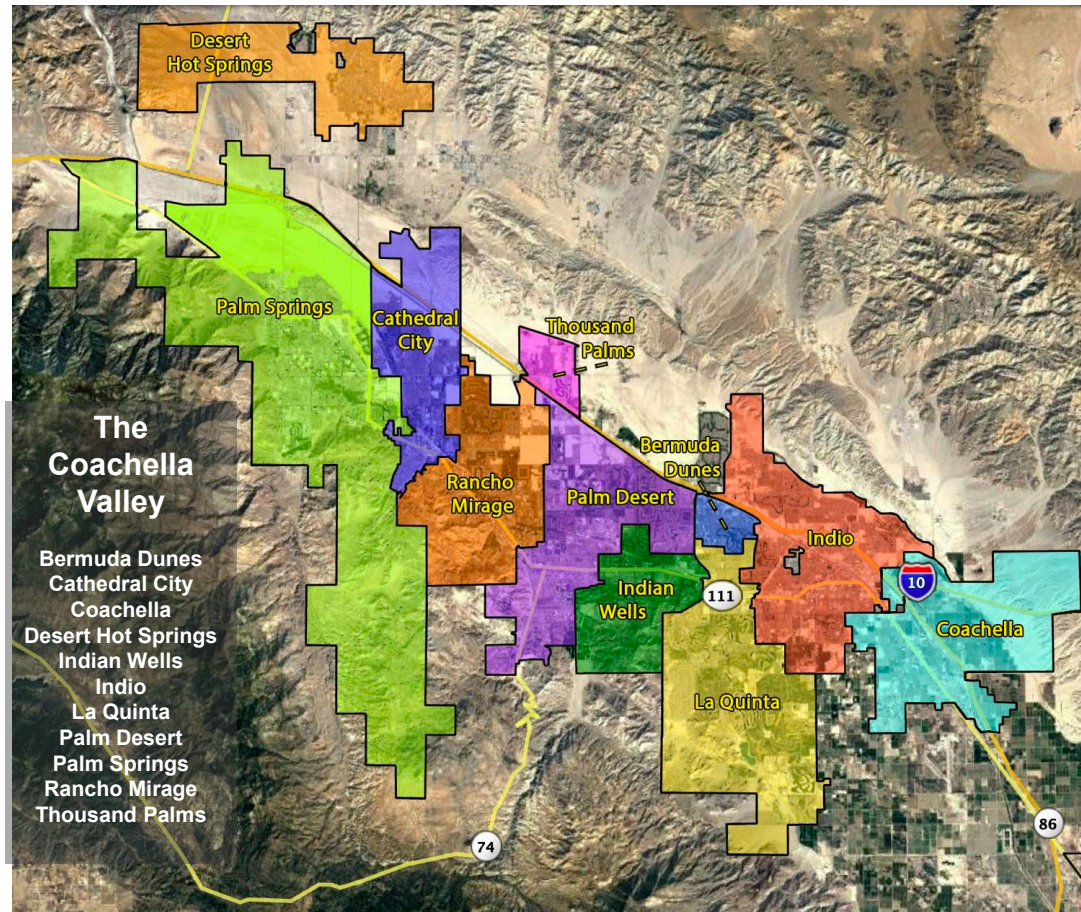 Desert
Hot Springs
Palm Springs
Cathedral
City
Thousand
Palms
Bermuda
Dunes
Rancho
Mirage
Palm Desert
Indio
Indian
Wells
111
10
Coachella
La Quinta
86
74
The
Coachella
Valley
Bermuda Dunes
Cathedral City
Coachella
Desert Hot Springs
Indian Wells
Indio
La Quinta
Palm Desert
Palm Springs
Rancho Mirage
Thousand Palms